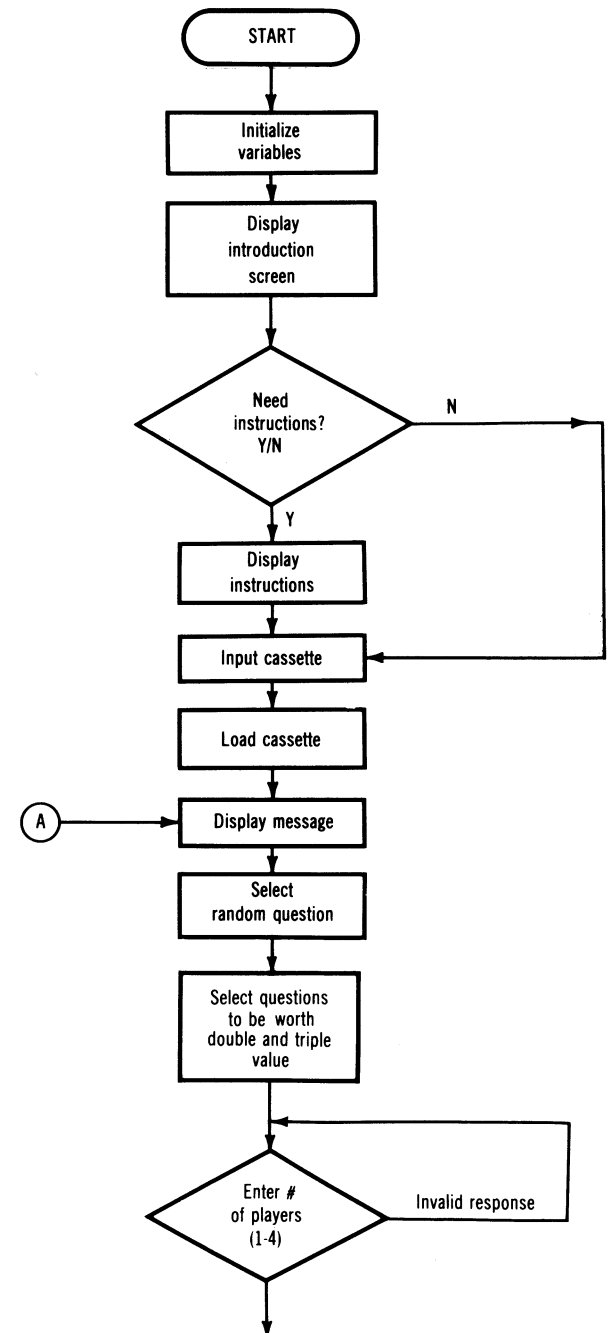 START
Initialize
variables
Display
introduction
screen
Need
instructions?
Y/N
N
Y
Display
instructions
Input cassette
Load cassette
A
Display message
Select
random question
Select questions
to be worth
double and triple
value
Enter #
of players
(1-4)
Invalid response